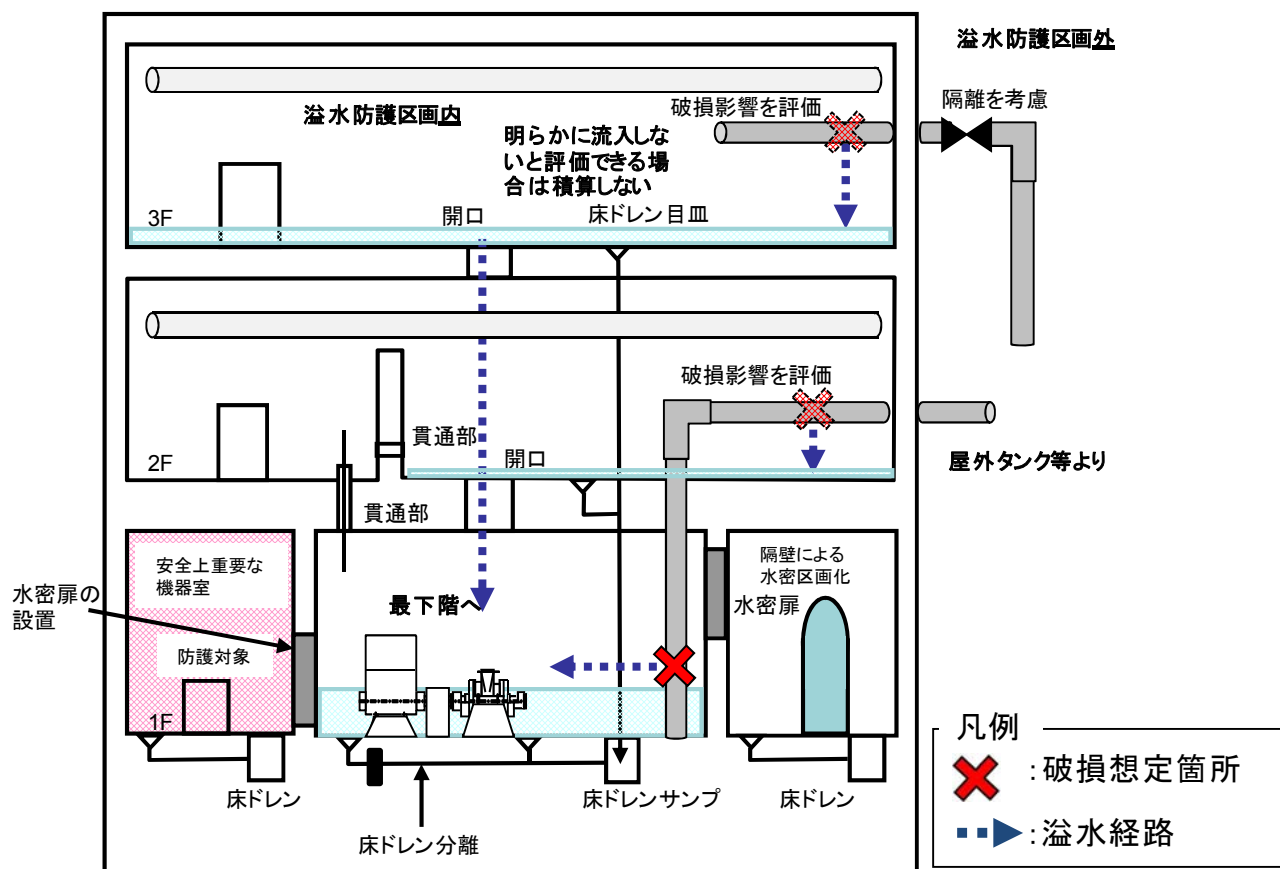 溢水防護区画外
溢水防護区画内
破損影響を評価
隔離を考慮
明らかに流入しな
いと評価できる場
合は積算しない
3F
開口
床ドレン目皿
破損影響を評価
貫通部
2F
開口
屋外タンク等より
貫通部
安全上重要な
機器室
隔壁による
水密区画化
水密扉の
設置
最下階へ
水密扉
防護対象
1F
床ドレン
床ドレンサンプ
床ドレン
床ドレン分離
凡例
:破損想定箇所
:溢水経路